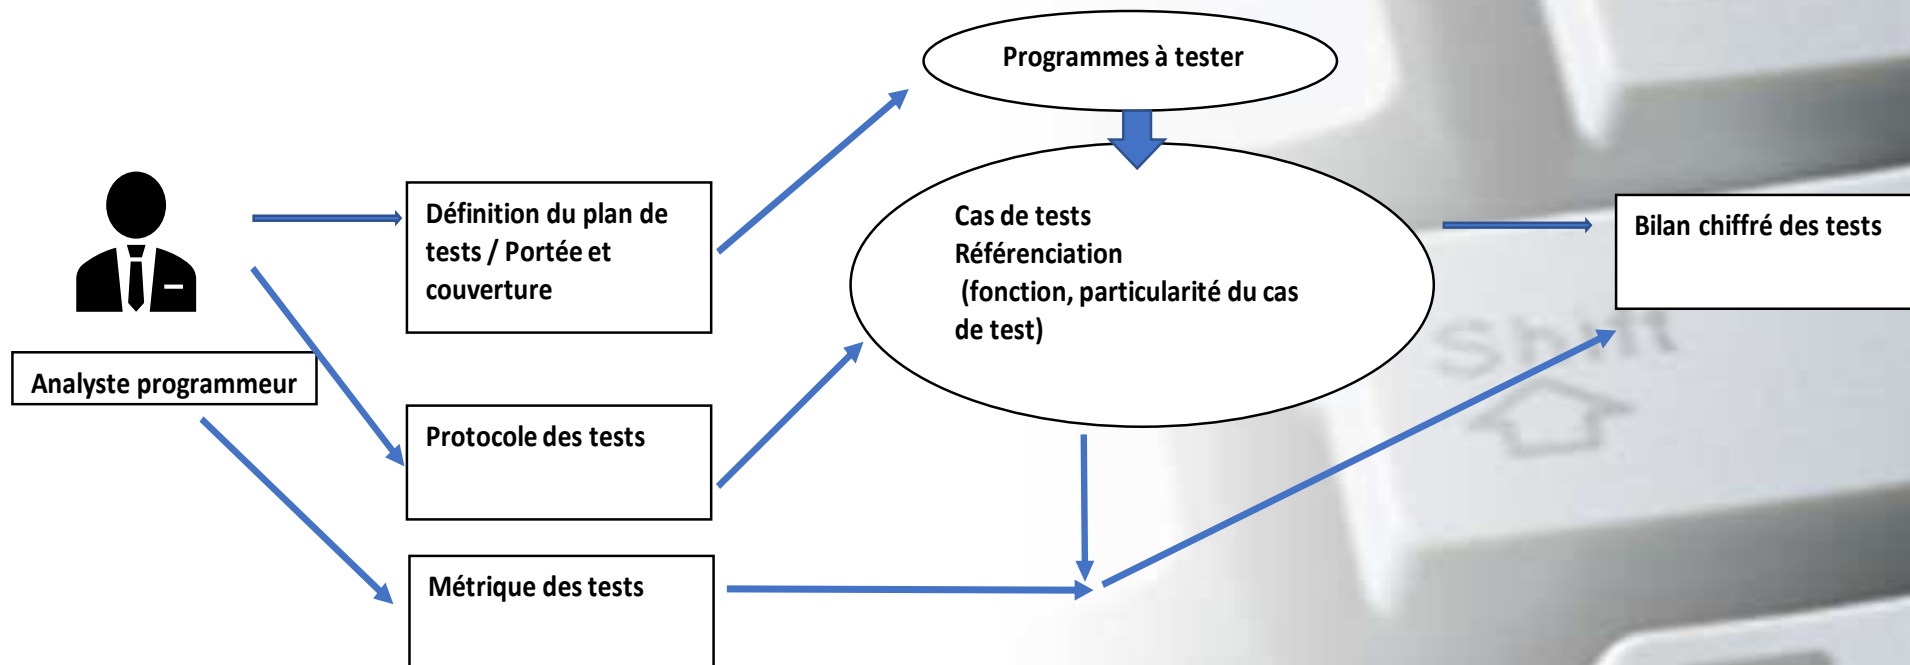 Programmes à tester
Définition du plan de
tests / Portée et
couverture
Cas de tests
Référenciation
(fonction, particularité du cas
de test)
Bilan chiffré des tests
Analyste programmeur
Protocole des tests
Métrique des tests
Shift